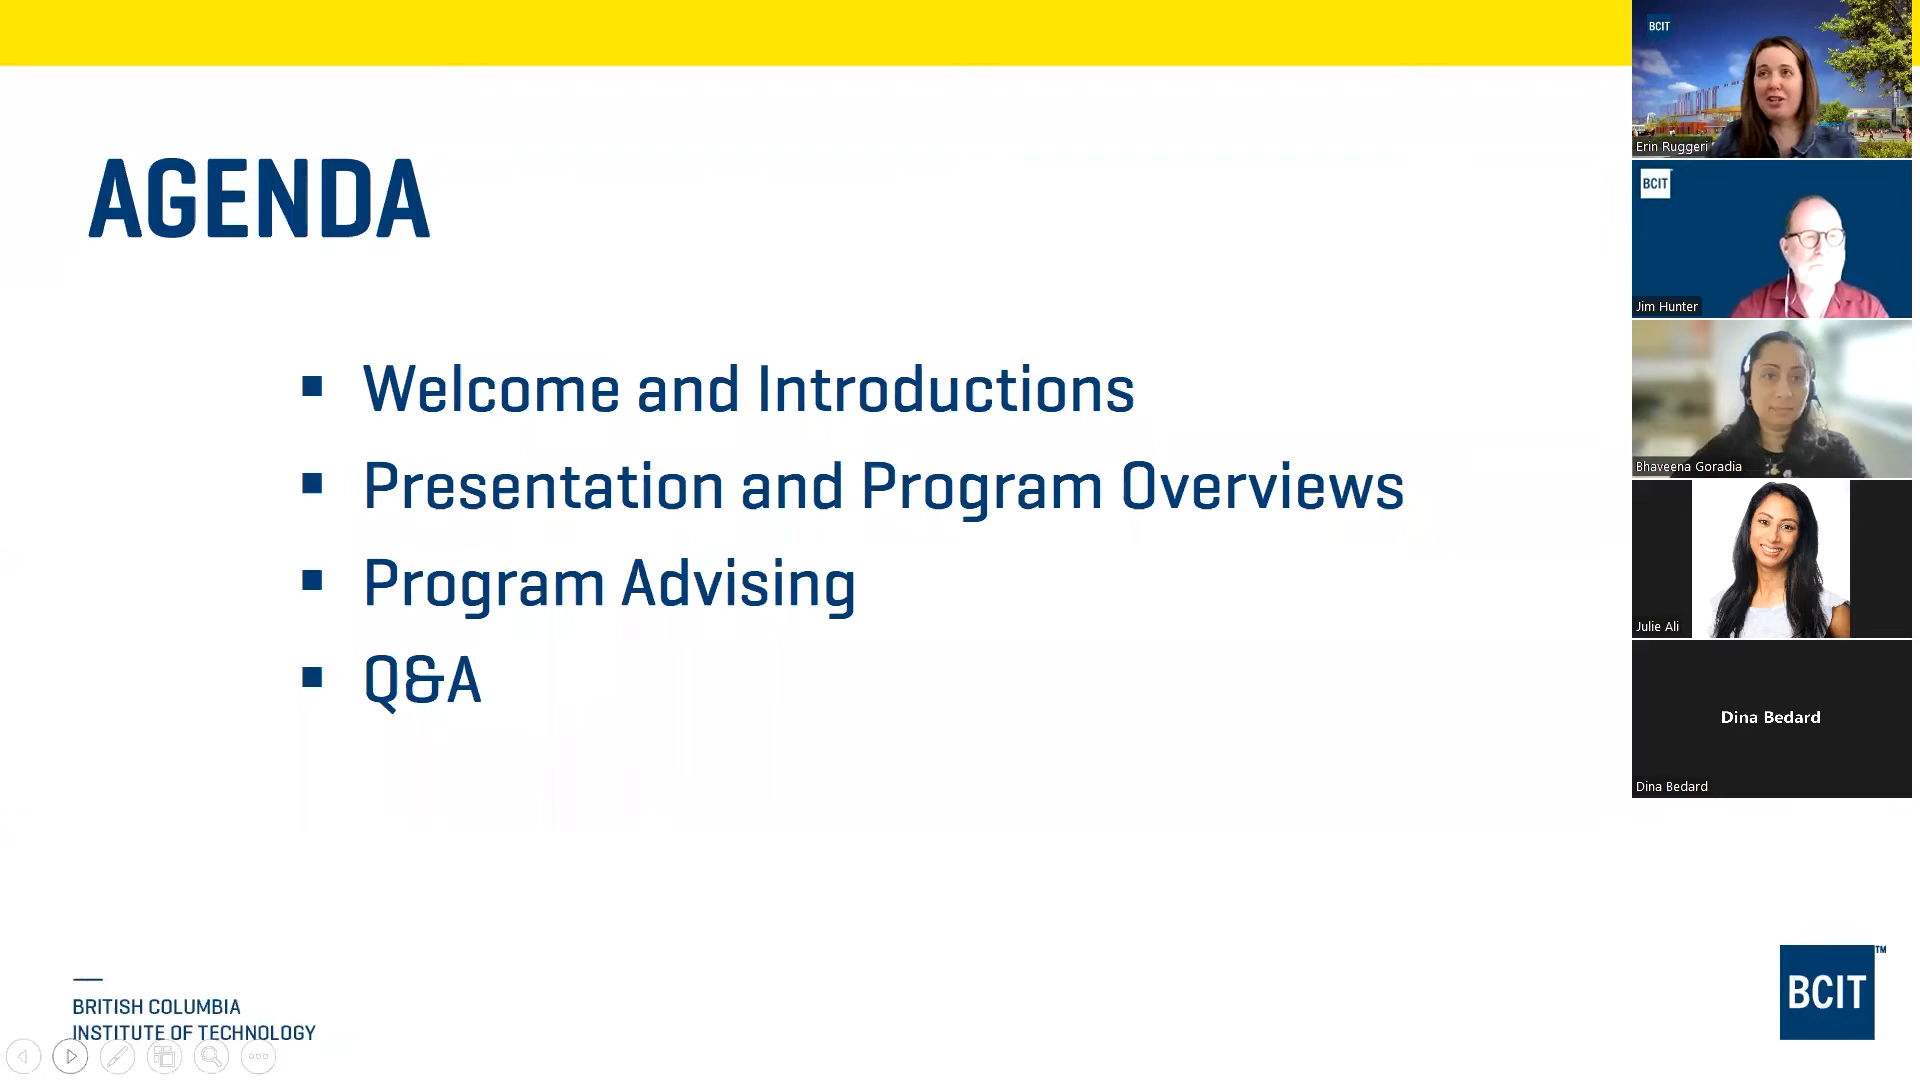 AGENDA
Welcome and Introductions
Presentation and Program Overviews
Program Advising
Q&A
BRITISH COLUMBIA
INSTITUTE OF TECHNOLOGY
BCIT
Erin Ruggeri
BCIT
Jim Hunter
Bhaveena Goradia
Julie Ali
Dina Bedard
Dina Bedard
BCIT™